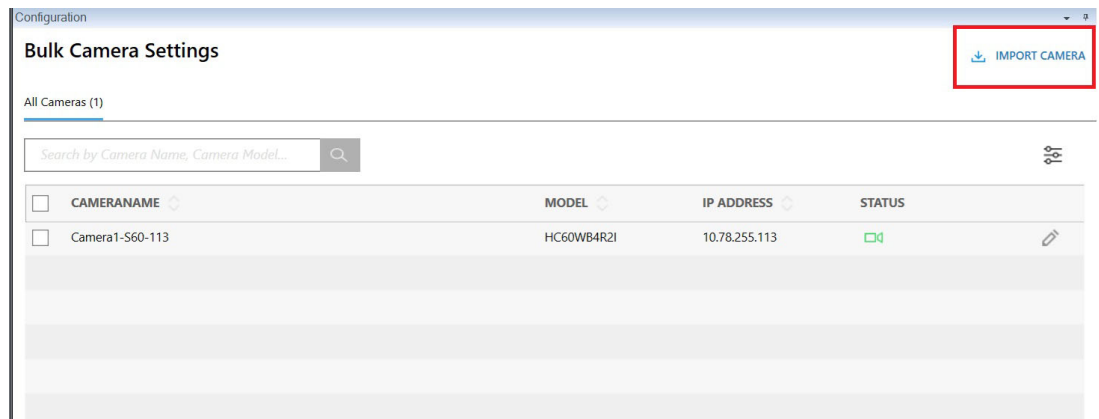 Configuration
Bulk Camera Settings
IMPORT CAMERA
All Cameras (1)
Search by Camera Name, Camera Model...
CAMERANAME MODEL IP ADDRESS STATUS
Camera1-S60-113 HC60WB4R2I 10.78.255.113